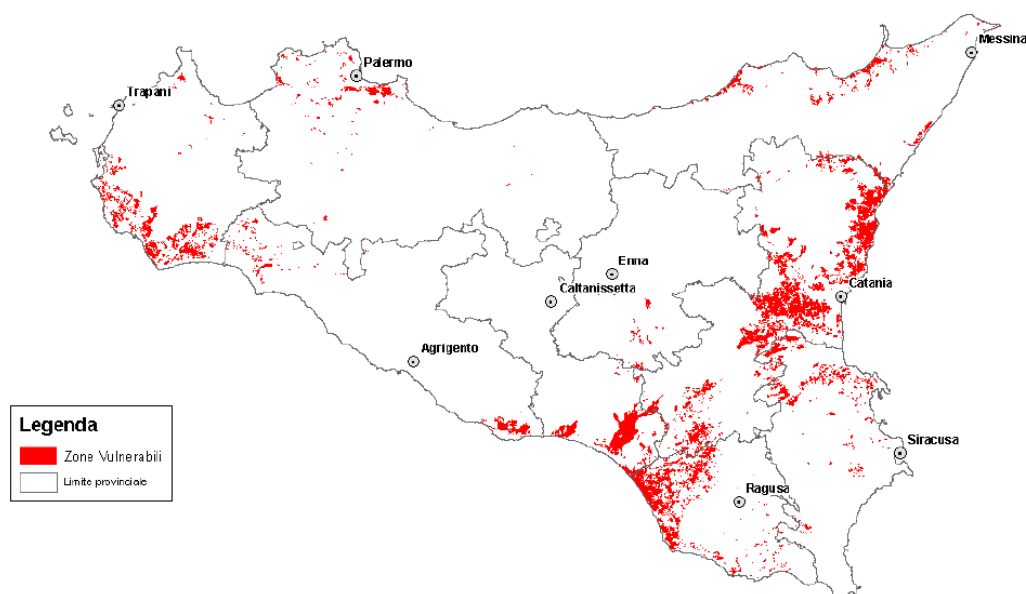 Messina
Palermo
Trapani
Enna
Caltanissetta
Catania
Agrigento
Legenda
Zone Vulnerabili
Limite provinciale
Siracusa
Ragusa